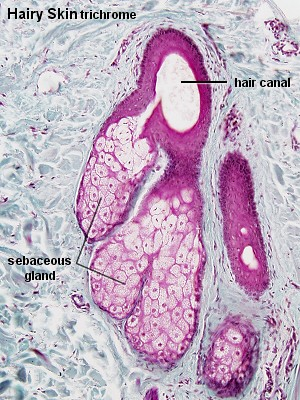 Hairy Skin trichrome
hair canal
sebaceous
gland